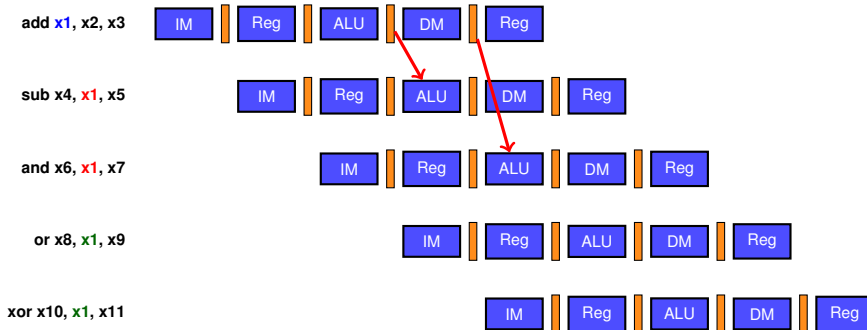 add x1, x2, x3 IM Reg ALU DM Reg
sub x4, x1, x5 IM Reg ALU DM Reg
and x6, x1, x7 IM Reg ALU DM Reg
or x8, x1, x9 IM Reg ALU DM Reg
xor x10, x1, x11 IM Reg ALU DM Reg